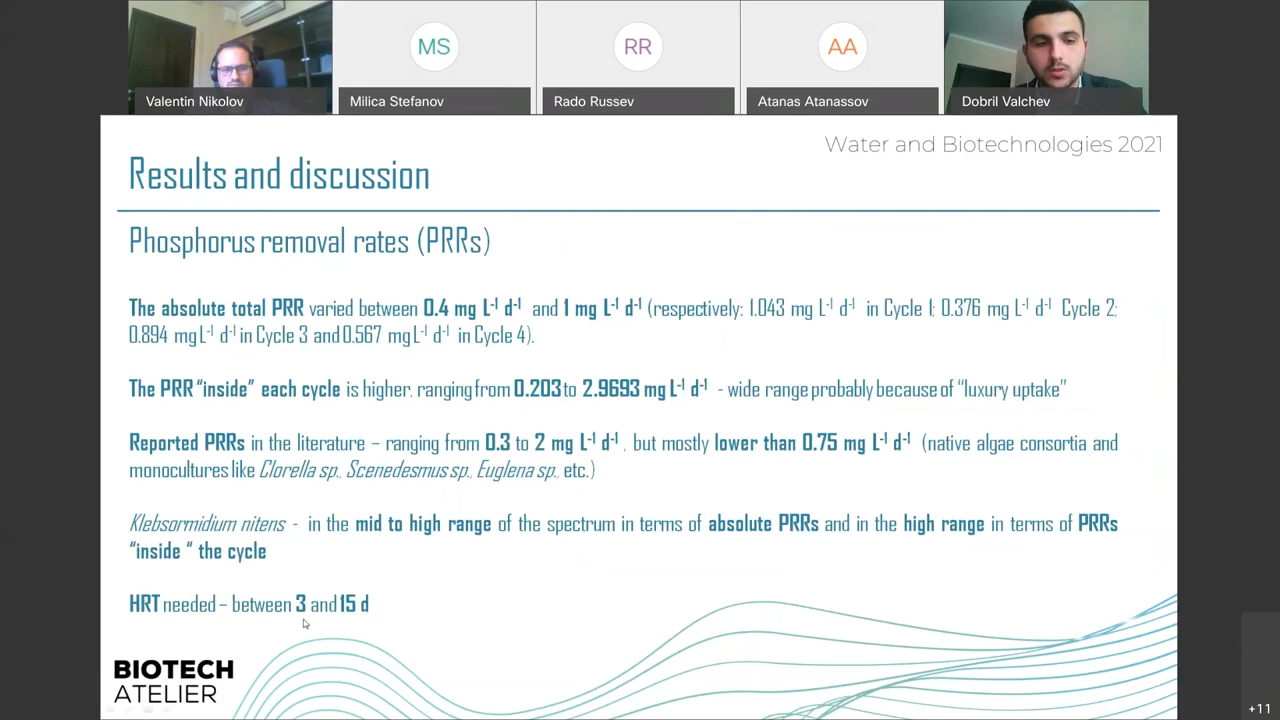 MS
RR
AA
Valentin Nikolov
Milica Stefanov
Rado Russev
Atanas Atanassov
Dobril Valchev
Water and Biotechnologies 2021
Results and discussion
Phosphorus removal rates (PRRs)
The absolute total PRR varied between 0.4 mg L⁻¹ d⁻¹ and 1 mg L⁻¹ d⁻¹ (respectively: 1.043 mg L⁻¹ d⁻¹ in Cycle 1; 0.376 mg L⁻¹ d⁻¹ Cycle 2;
0.894 mg L⁻¹ d⁻¹ in Cycle 3 and 0.567 mg L⁻¹ d⁻¹ in Cycle 4).
The PRR "inside" each cycle is higher, ranging from 0.203 to 2.9693 mg L⁻¹ d⁻¹ - wide range probably because of "luxury uptake"
Reported PRRs in the literature – ranging from 0.3 to 2 mg L⁻¹ d⁻¹ , but mostly lower than 0.75 mg L⁻¹ d⁻¹ (native algae consortia and
monocultures like Clorella sp., Scenedesmus sp., Euglena sp., etc.)
Klebsormidium nitens - in the mid to high range of the spectrum in terms of absolute PRRs and in the high range in terms of PRRs
"inside " the cycle
HRT needed – between 3 and 15 d
BIOTECH
ATELIER
+11